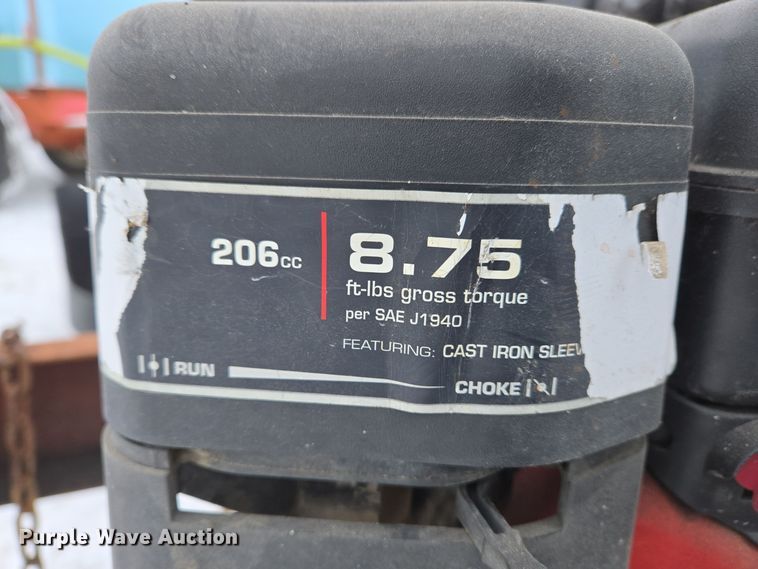 206cc
8.75
ft-lbs gross torque
per SAE J1940
FEATURING: CAST IRON SLEEV
RUN
CHOKE
Purple Wave Auction